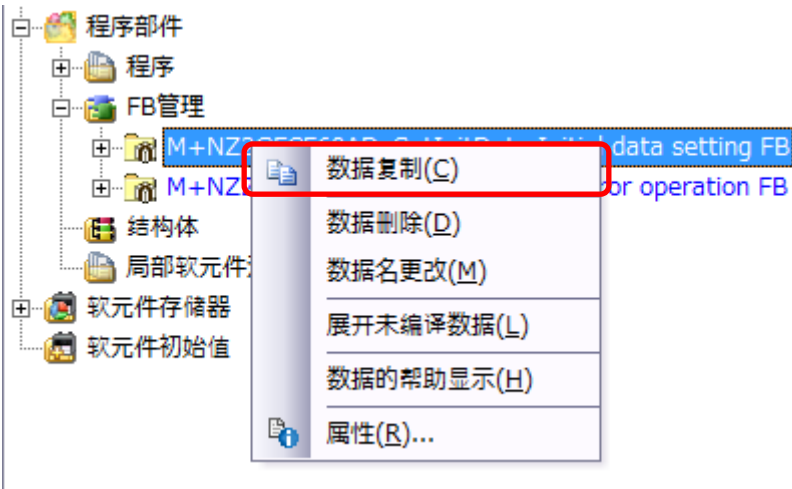 程序部件
程序
FB管理
M+NZ data setting FB
M+NZ or operation FB
数据复制(C)
数据删除(D)
数据名更改(M)
展开未编译数据(L)
数据的帮助显示(H)
属性(R)...
结构体
局部软元件
软元件存储器
软元件初始值